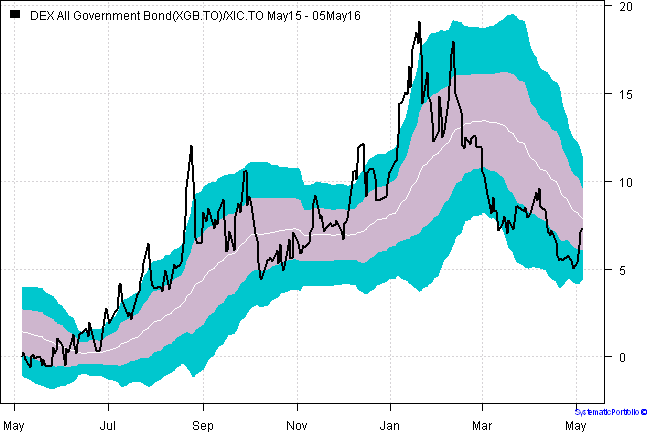 DEX All Government Bond(XGB.TO)/XIC.TO May15 - 05May16
20
15
10
5
0
May Jul Sep Nov Jan Mar May
SystematicPortfolio ©